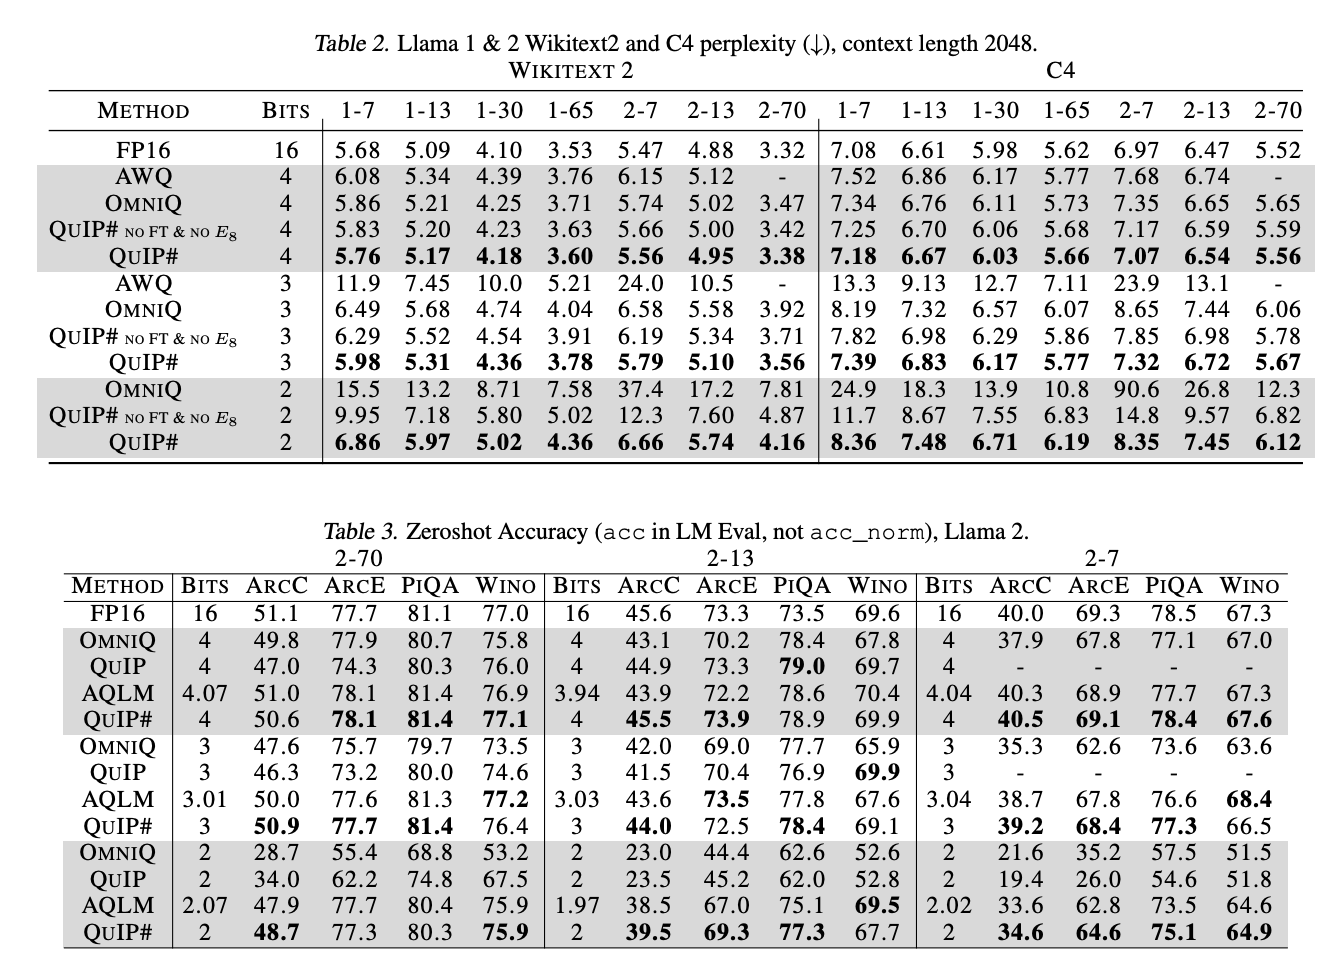 Table 2. Llama 1 & 2 Wikitext2 and C4 perplexity (↓), context length 2048.
WIKITEXT 2 C4
METHOD BITS 1-7 1-13 1-30 1-65 2-7 2-13 2-70 1-7 1-13 1-30 1-65 2-7 2-13 2-70
FP16 16 5.68 5.09 4.10 3.53 5.47 4.88 3.32 7.08 6.61 5.98 5.62 6.97 6.47 5.52
AWQ 4 6.08 5.34 4.39 3.76 6.15 5.12 - 7.52 6.86 6.17 5.77 7.68 6.74 -
OMNIQ 4 5.86 5.21 4.25 3.71 5.74 5.02 3.47 7.34 6.76 6.11 5.73 7.35 6.65 5.65
QUIP# NO FT & NO E8 4 5.83 5.20 4.23 3.63 5.66 5.00 3.42 7.25 6.70 6.06 5.68 7.17 6.59 5.59
QUIP# 4 5.76 5.17 4.18 3.60 5.56 4.95 3.38 7.18 6.67 6.03 5.66 7.07 6.54 5.56
AWQ 3 11.9 7.45 10.0 5.21 24.0 10.5 - 13.3 9.13 12.7 7.11 23.9 13.1 -
OMNIQ 3 6.49 5.68 4.74 4.04 6.58 5.58 3.92 8.19 7.32 6.57 6.07 8.65 7.44 6.06
QUIP# NO FT & NO E8 3 6.29 5.52 4.54 3.91 6.19 5.34 3.71 7.82 6.98 6.29 5.86 7.85 6.98 5.78
QUIP# 3 5.98 5.31 4.36 3.78 5.79 5.10 3.56 7.39 6.83 6.17 5.77 7.32 6.72 5.67
OMNIQ 2 15.5 13.2 8.71 7.58 37.4 17.2 7.81 24.9 18.3 13.9 10.8 90.6 26.8 12.3
QUIP# NO FT & NO E8 2 9.95 7.18 5.80 5.02 12.3 7.60 4.87 11.7 8.67 7.55 6.83 14.8 9.57 6.82
QUIP# 2 6.86 5.97 5.02 4.36 6.66 5.74 4.16 8.36 7.48 6.71 6.19 8.35 7.45 6.12
Table 3. Zeroshot Accuracy (acc in LM Eval, not acc_norm), Llama 2.
2-70 2-13 2-7
METHOD BITS ARCC ARCE PIQA WINO BITS ARCC ARCE PIQA WINO BITS ARCC ARCE PIQA WINO
FP16 16 51.1 77.7 81.1 77.0 16 45.6 73.3 73.5 69.6 16 40.0 69.3 78.5 67.3
OMNIQ 4 49.8 77.9 80.7 75.8 4 43.1 70.2 78.4 67.8 4 37.9 67.8 77.1 67.0
QUIP 4 47.0 74.3 80.3 76.0 4 44.9 73.3 79.0 69.7 4 - - - -
AQLM 4.07 51.0 78.1 81.4 76.9 3.94 43.9 72.2 78.6 70.4 4.04 40.3 68.9 77.7 67.3
QUIP# 4 50.6 78.1 81.4 77.1 4 45.5 73.9 78.9 69.9 4 40.5 69.1 78.4 67.6
OMNIQ 3 47.6 75.7 79.7 73.5 3 42.0 69.0 77.7 65.9 3 35.3 62.6 73.6 63.6
QUIP 3 46.3 73.2 80.0 74.6 3 41.5 70.4 76.9 69.9 3 - - - -
AQLM 3.01 50.0 77.6 81.3 77.2 3.03 43.6 73.5 77.8 67.6 3.04 38.7 67.8 76.6 68.4
QUIP# 3 50.9 77.7 81.4 76.4 3 44.0 72.5 78.4 69.1 3 39.2 68.4 77.3 66.5
OMNIQ 2 28.7 55.4 68.8 53.2 2 23.0 44.4 62.6 52.6 2 21.6 35.2 57.5 51.5
QUIP 2 34.0 62.2 74.8 67.5 2 23.5 45.2 62.0 52.8 2 19.4 26.0 54.6 51.8
AQLM 2.07 47.9 77.7 80.4 75.9 1.97 38.5 67.0 75.1 69.5 2.02 33.6 62.8 73.5 64.6
QUIP# 2 48.7 77.3 80.3 75.9 2 39.5 69.3 77.3 67.7 2 34.6 64.6 75.1 64.9